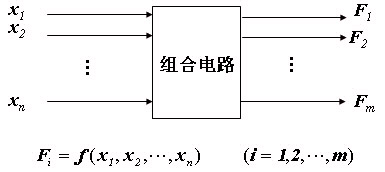 x₁ F₁
x₂ F₂
⋮ 组合电路 ⋮
xₙ Fₘ
Fᵢ = f(x₁, x₂, ⋯, xₙ) (i = 1,2,⋯,m)